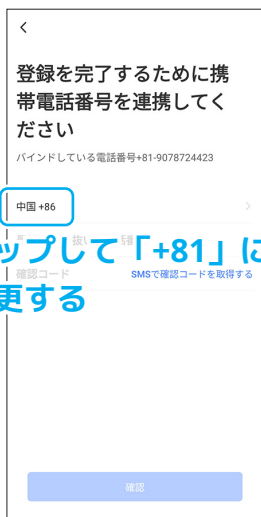 登録を完了するために携
帯電話番号を連携してく
ださい
バインドしている電話番号+81-9078724423
中国 +86
ップして「+81」に
確認コード
SMSで確認コードを取得する
更する
確認